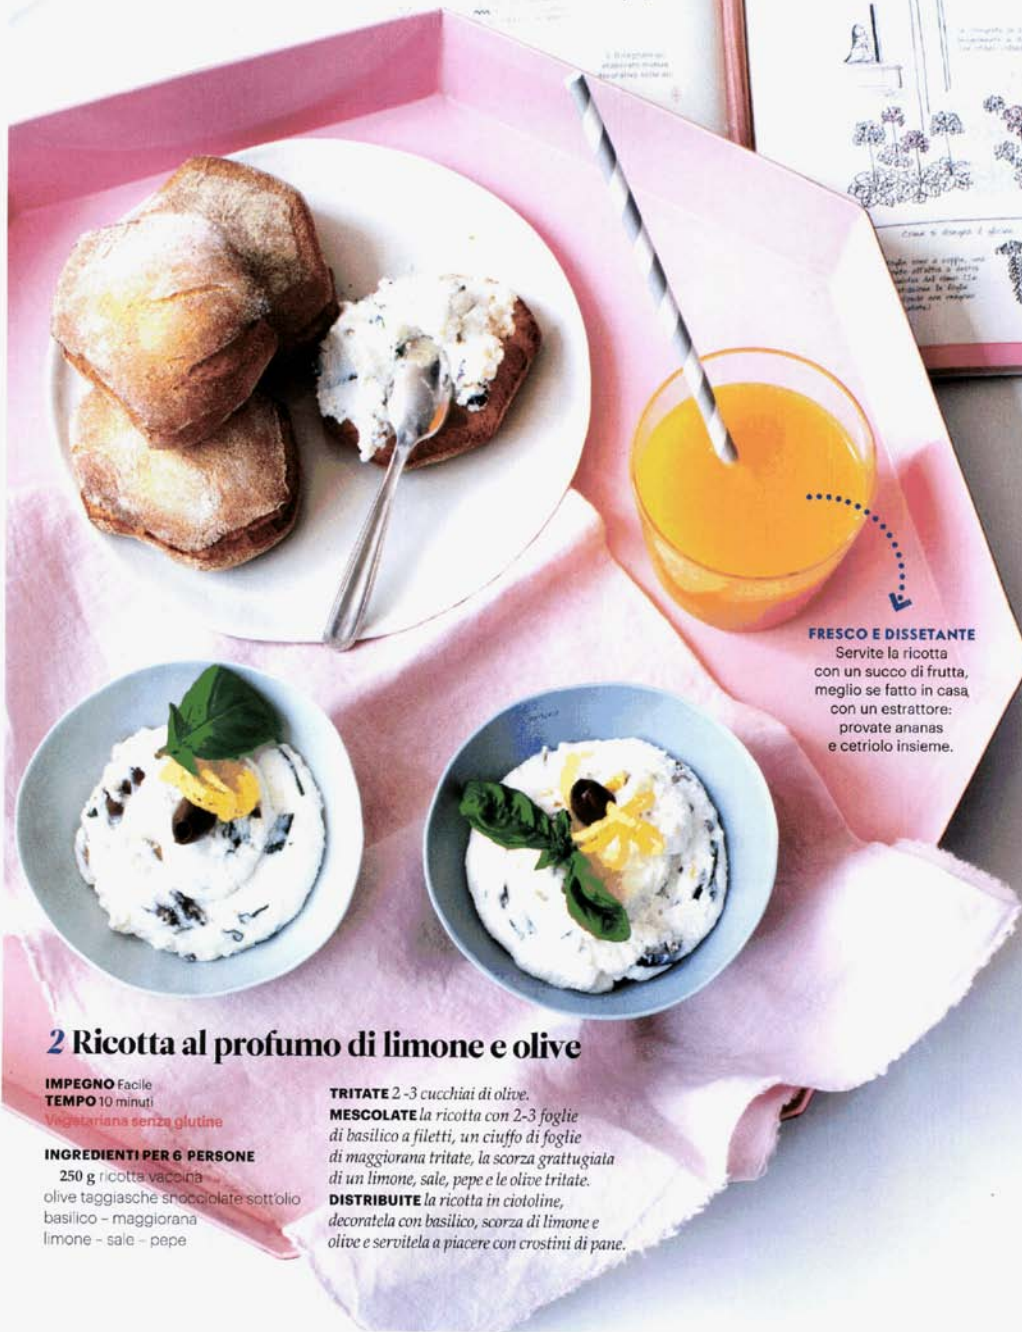 Come si disegna il glicine
FRESCO E DISSETANTE
Servite la ricotta
con un succo di frutta,
meglio se fatto in casa
con un estrattore:
provate ananas
e cetriolo insieme.
2 Ricotta al profumo di limone e olive
IMPEGNO Facile
TEMPO 10 minuti
Vegetariana senza glutine
INGREDIENTI PER 6 PERSONE
250 g ricotta vaccina
olive taggiasche snocciolate sott'olio
basilico – maggiorana
limone – sale – pepe
TRITATE 2 -3 cucchiai di olive.
MESCOLATE la ricotta con 2-3 foglie
di basilico a filetti, un ciuffo di foglie
di maggiorana tritate, la scorza grattugiata
di un limone, sale, pepe e le olive tritate.
DISTRIBUITE la ricotta in ciotoline,
decoratela con basilico, scorza di limone e
olive e servitela a piacere con crostini di pane.